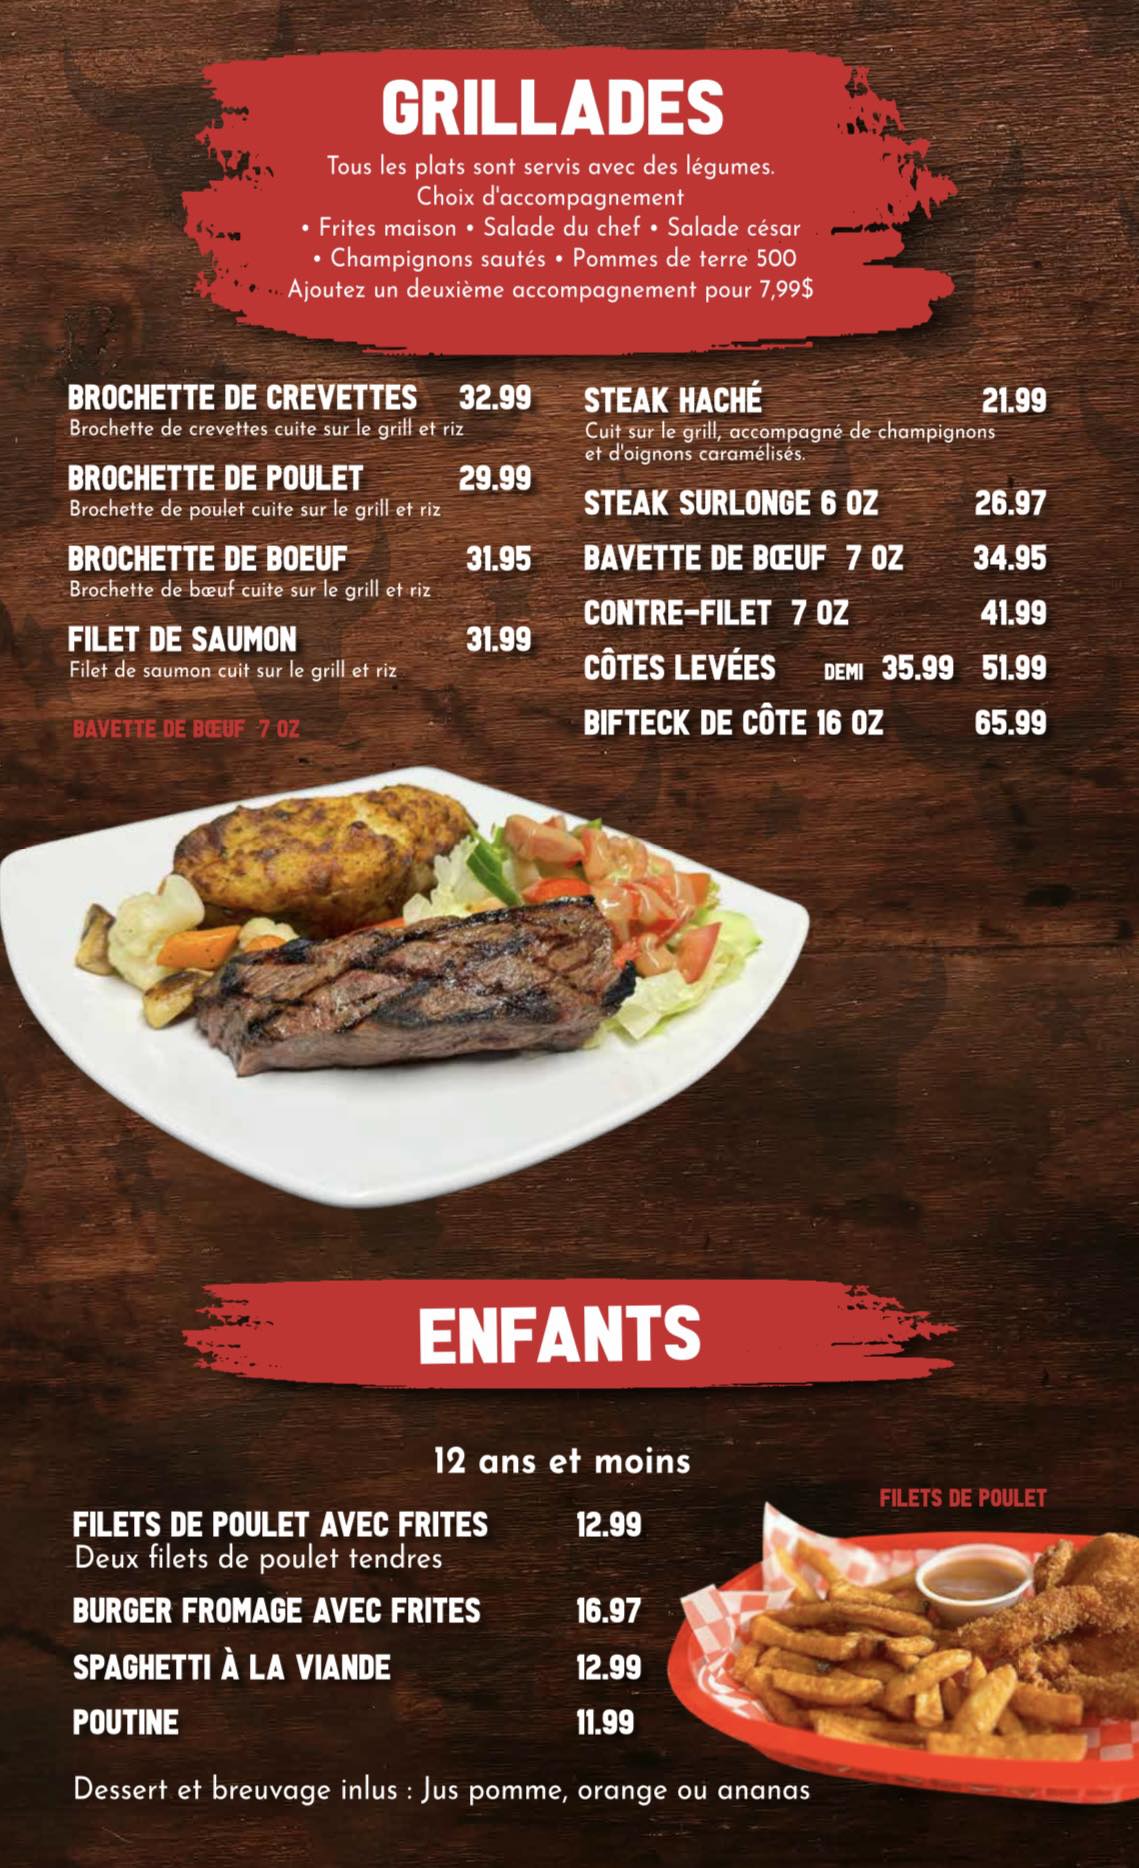 GRILLADES
Tous les plats sont servis avec des légumes.
Choix d'accompagnement
• Frites maison • Salade du chef • Salade césar
• Champignons sautés • Pommes de terre 500
Ajoutez un deuxième accompagnement pour 7,99$
BROCHETTE DE CREVETTES 32.99
Brochette de crevettes cuite sur le grill et riz
BROCHETTE DE POULET 29.99
Brochette de poulet cuite sur le grill et riz
BROCHETTE DE BOEUF 31.95
Brochette de bœuf cuite sur le grill et riz
FILET DE SAUMON 31.99
Filet de saumon cuit sur le grill et riz
BAVETTE DE BŒUF 7 OZ
STEAK HACHÉ 21.99
Cuit sur le grill, accompagné de champignons
et d'oignons caramélisés.
STEAK SURLONGE 6 OZ 26.97
BAVETTE DE BŒUF 7 OZ 34.95
CONTRE-FILET 7 OZ 41.99
CÔTES LEVÉES DEMI 35.99 51.99
BIFTECK DE CÔTE 16 OZ 65.99
ENFANTS
12 ans et moins
FILETS DE POULET
FILETS DE POULET AVEC FRITES 12.99
Deux filets de poulet tendres
BURGER FROMAGE AVEC FRITES 16.97
SPAGHETTI À LA VIANDE 12.99
POUTINE 11.99
Dessert et breuvage inlus : Jus pomme, orange ou ananas